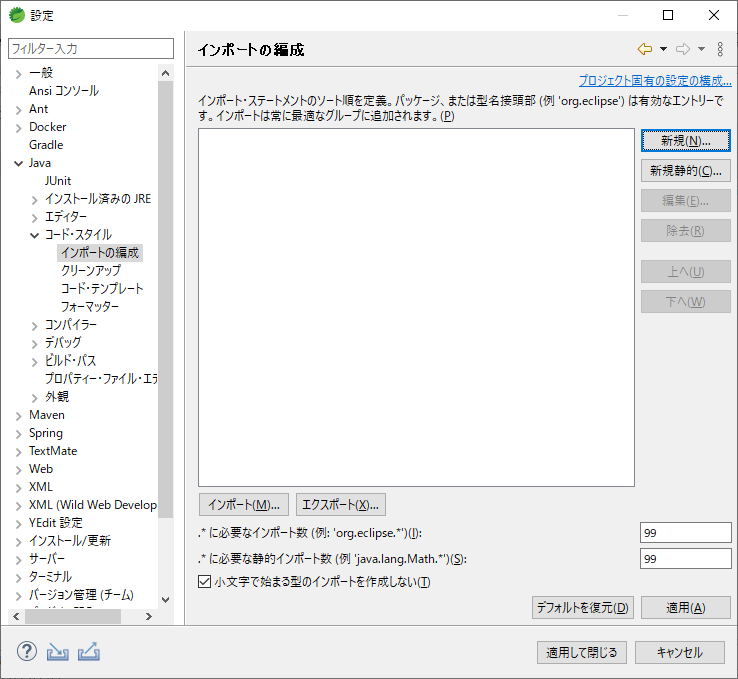 設定
フィルター入力
一般
Ansi コンソール
Ant
Docker
Gradle
Java
JUnit
インストール済みの JRE
エディター
コード・スタイル
インポートの編成
クリーンアップ
コード・テンプレート
フォーマッター
コンパイラー
デバッグ
ビルド・パス
プロパティー・ファイル・エデ
外観
Maven
Spring
TextMate
Web
XML
XML (Wild Web Develop
YEdit 設定
インストール/更新
サーバー
ターミナル
バージョン管理 (チーム)
インポートの編成
プロジェクト固有の設定の構成...
インポート・ステートメントのソート順を定義。パッケージ、または型名接頭部 (例 'org.eclipse') は有効なエントリーで
す。インポートは常に最適なグループに追加されます。(P)
新規(N)...
新規静的(C)...
編集(E)...
除去(R)
上へ(U)
下へ(W)
インポート(M)... エクスポート(X)...
.* に必要なインポート数 (例: 'org.eclipse.*')(I): 99
.* に必要な静的インポート数 (例 'java.lang.Math.*')(S): 99
小文字で始まる型のインポートを作成しない(T)
デフォルトを復元(D) 適用(A)
適用して閉じる キャンセル